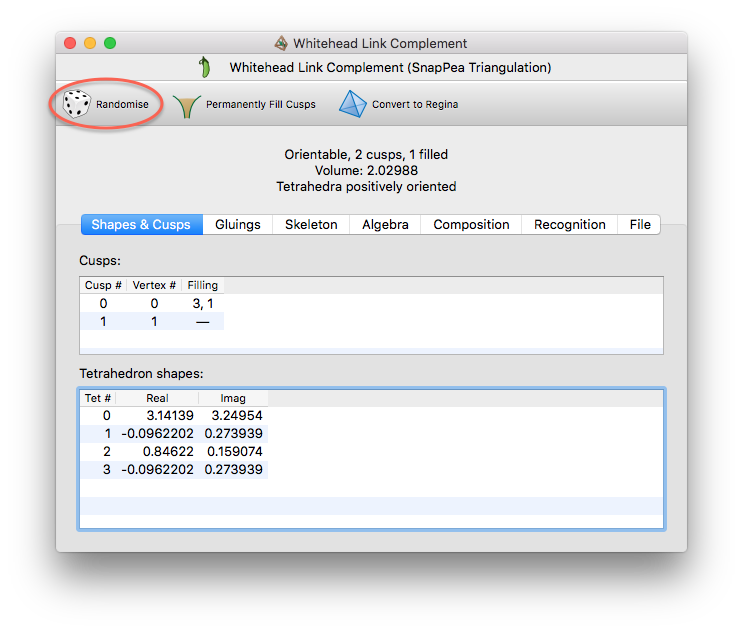 Whitehead Link Complement
Whitehead Link Complement (SnapPea Triangulation)
Randomise Permanently Fill Cusps Convert to Regina
Orientable, 2 cusps, 1 filled
Volume: 2.02988
Tetrahedra positively oriented
Shapes & Cusps Gluings Skeleton Algebra Composition Recognition File
Cusps:
Cusp # Vertex # Filling
0 0 3, 1
1 1 —
Tetrahedron shapes:
Tet # Real Imag
0 3.14139 3.24954
1 -0.0962202 0.273939
2 0.84622 0.159074
3 -0.0962202 0.273939